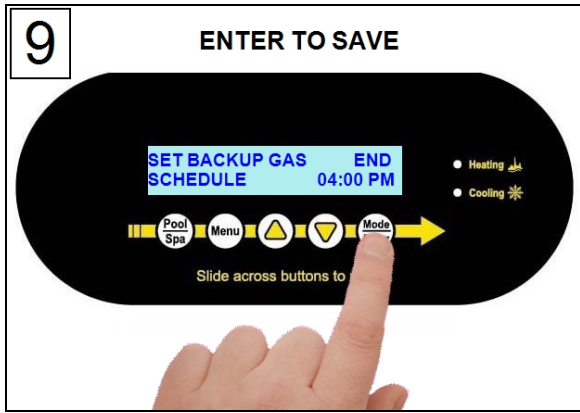 9
ENTER TO SAVE
SET BACKUP GAS END
SCHEDULE 04:00 PM
Heating
Cooling
Pool
Spa
Menu
Mode
Slide across buttons to